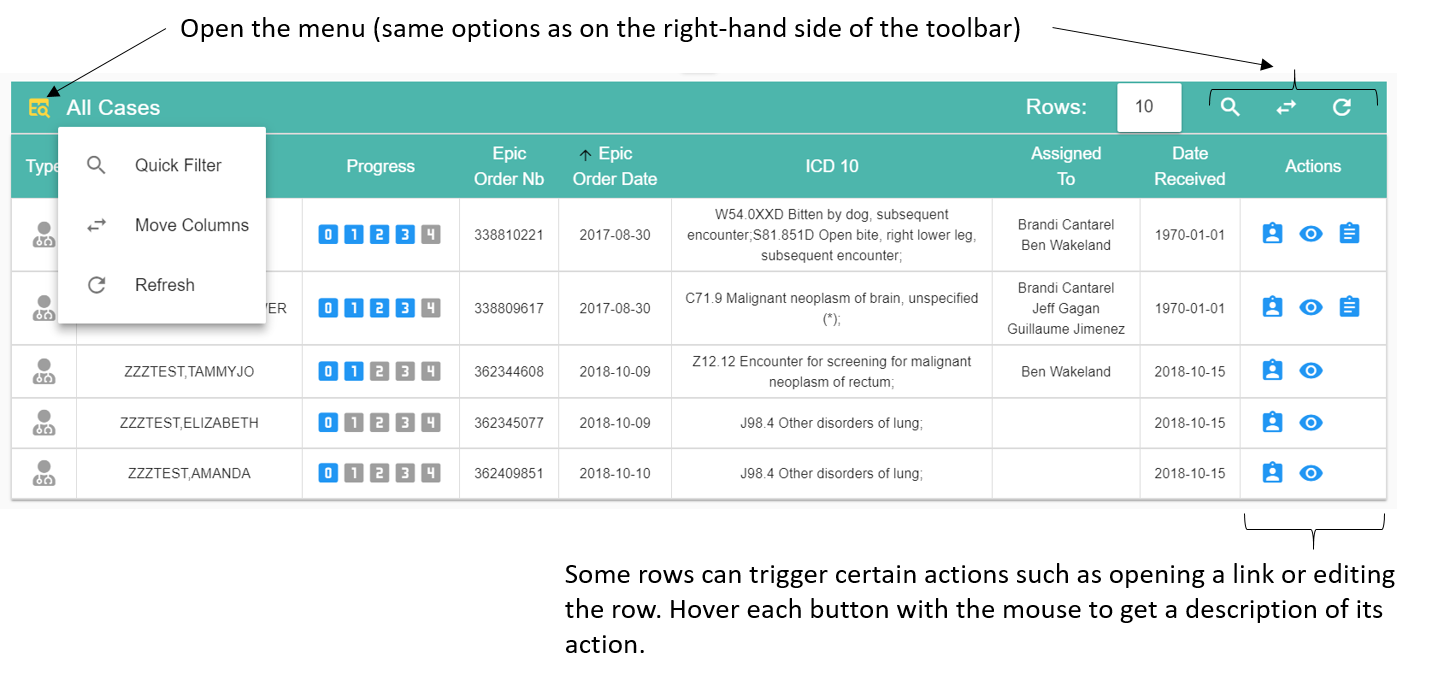 Open the menu (same options as on the right-hand side of the toolbar)
All Cases
Rows:
10
Quick Filter
Move Columns
Refresh
Type
Progress
Epic
Order Nb
Epic
Order Date
ICD 10
Assigned
To
Date
Received
Actions
0 1 2 3 4
338810221
2017-08-30
W54.0XXD Bitten by dog, subsequent
encounter;S81.851D Open bite, right lower leg,
subsequent encounter;
Brandi Cantarel
Ben Wakeland
1970-01-01
ER
0 1 2 3 4
338809617
2017-08-30
C71.9 Malignant neoplasm of brain, unspecified
(*);
Brandi Cantarel
Jeff Gagan
Guillaume Jimenez
1970-01-01
ZZZTEST,TAMMYJO
0 1 2 3 4
362344608
2018-10-09
Z12.12 Encounter for screening for malignant
neoplasm of rectum;
Ben Wakeland
2018-10-15
ZZZTEST,ELIZABETH
0 1 2 3 4
362345077
2018-10-09
J98.4 Other disorders of lung;
2018-10-15
ZZZTEST,AMANDA
0 1 2 3 4
362409851
2018-10-10
J98.4 Other disorders of lung;
2018-10-15
Some rows can trigger certain actions such as opening a link or editing
the row. Hover each button with the mouse to get a description of its
action.